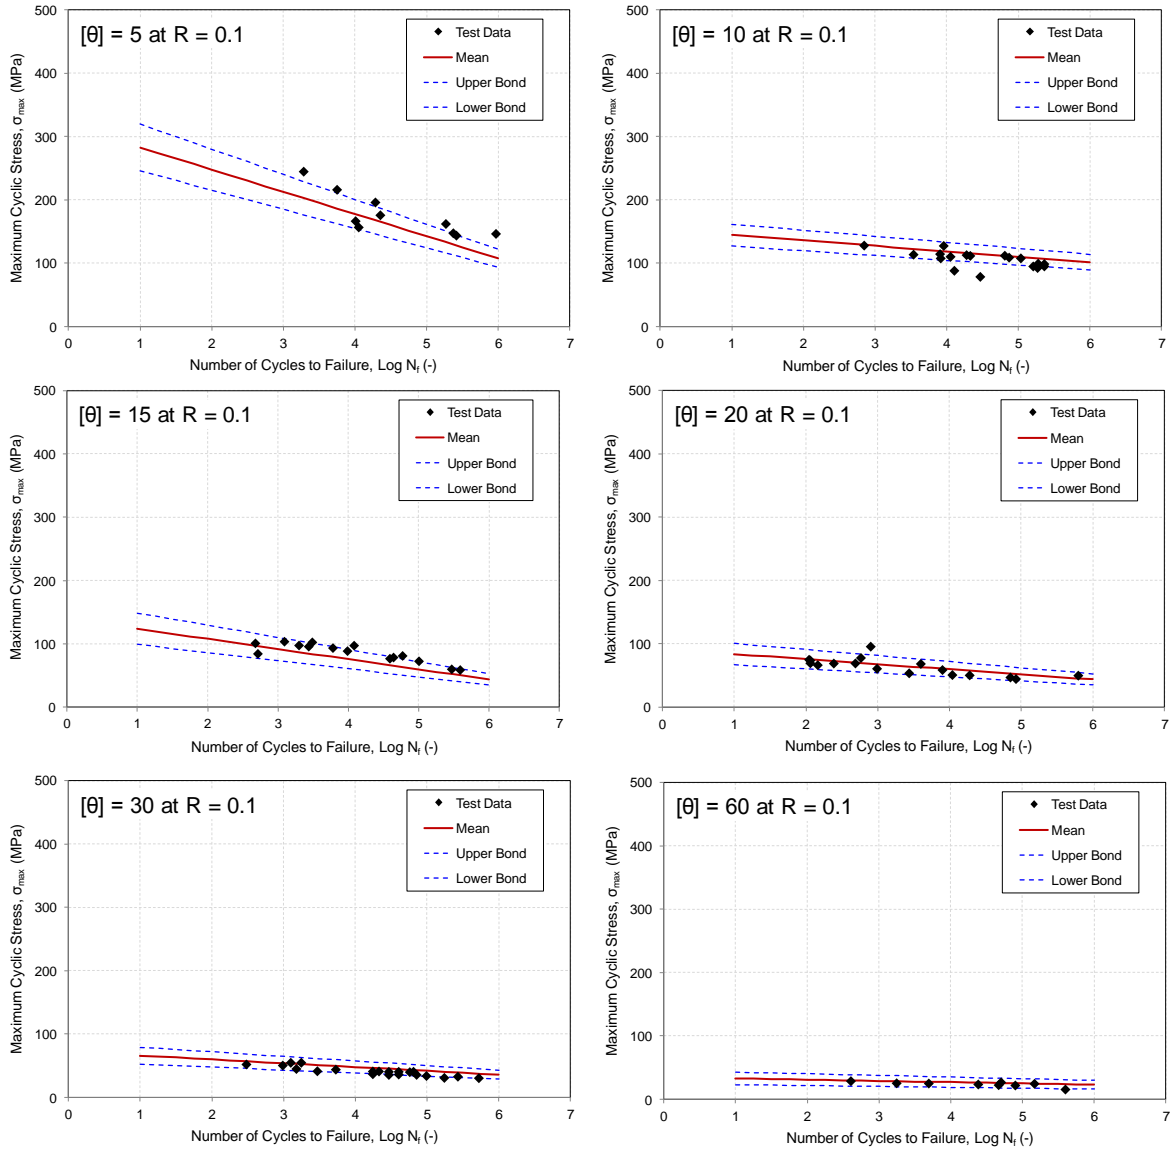 [θ] = 5 at R = 0.1
Test Data
Mean
Upper Bond
Lower Bond
500
400
300
200
100
0
0 1 2 3 4 5 6 7
Maximum Cyclic Stress, σmax (MPa)
Number of Cycles to Failure, Log Nf (-)
[θ] = 10 at R = 0.1
Test Data
Mean
Upper Bond
Lower Bond
500
400
300
200
100
0
0 1 2 3 4 5 6 7
Maximum Cyclic Stress, σmax (MPa)
Number of Cycles to Failure, Log Nf (-)
[θ] = 15 at R = 0.1
Test Data
Mean
Upper Bond
Lower Bond
500
400
300
200
100
0
0 1 2 3 4 5 6 7
Maximum Cyclic Stress, σmax (MPa)
Number of Cycles to Failure, Log Nf (-)
[θ] = 20 at R = 0.1
Test Data
Mean
Upper Bond
Lower Bond
500
400
300
200
100
0
0 1 2 3 4 5 6 7
Maximum Cyclic Stress, σmax (MPa)
Number of Cycles to Failure, Log Nf (-)
[θ] = 30 at R = 0.1
Test Data
Mean
Upper Bond
Lower Bond
500
400
300
200
100
0
0 1 2 3 4 5 6 7
Maximum Cyclic Stress, σmax (MPa)
Number of Cycles to Failure, Log Nf (-)
[θ] = 60 at R = 0.1
Test Data
Mean
Upper Bond
Lower Bond
500
400
300
200
100
0
0 1 2 3 4 5 6 7
Maximum Cyclic Stress, σmax (MPa)
Number of Cycles to Failure, Log Nf (-)